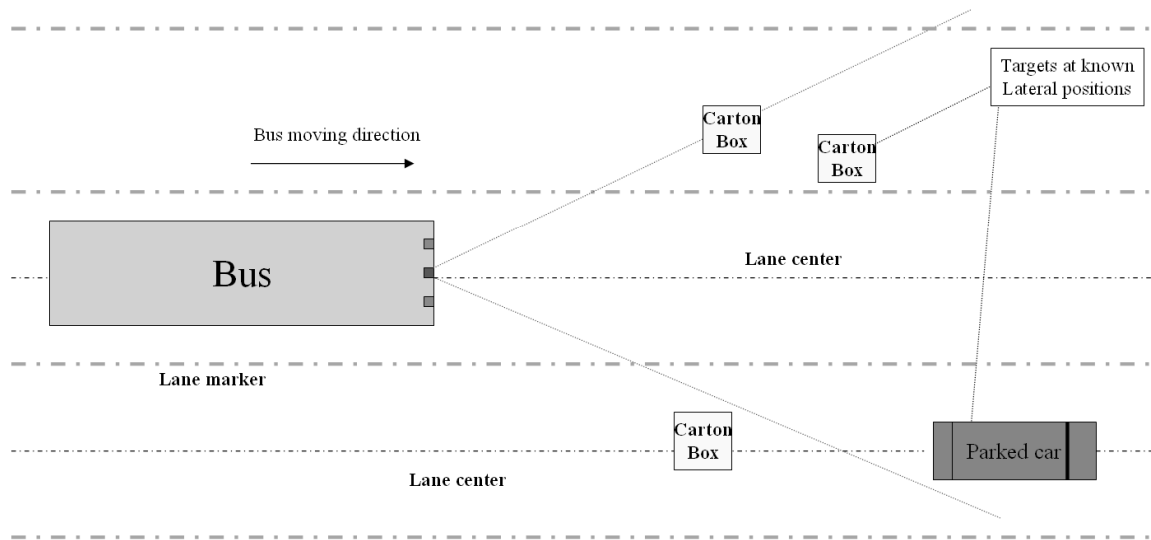 Targets at known
Lateral positions
Carton
Box
Bus moving direction
Carton
Box
Bus
Lane center
Lane marker
Carton
Box
Parked car
Lane center